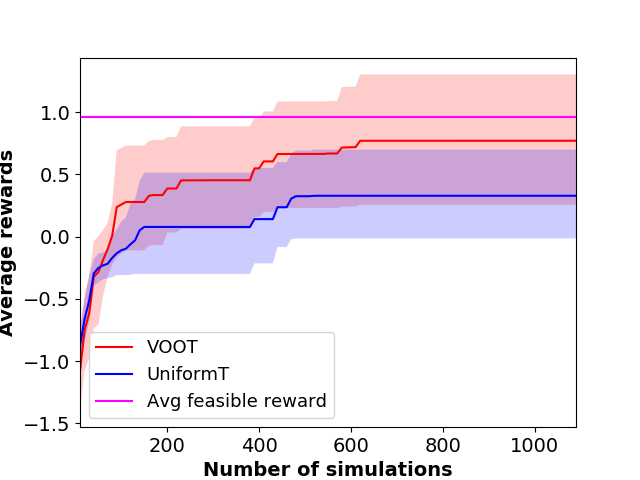 1.0
0.5
0.0
−0.5
−1.0
−1.5
Average rewards
VOOT
UniformT
Avg feasible reward
200
400
600
800
1000
Number of simulations